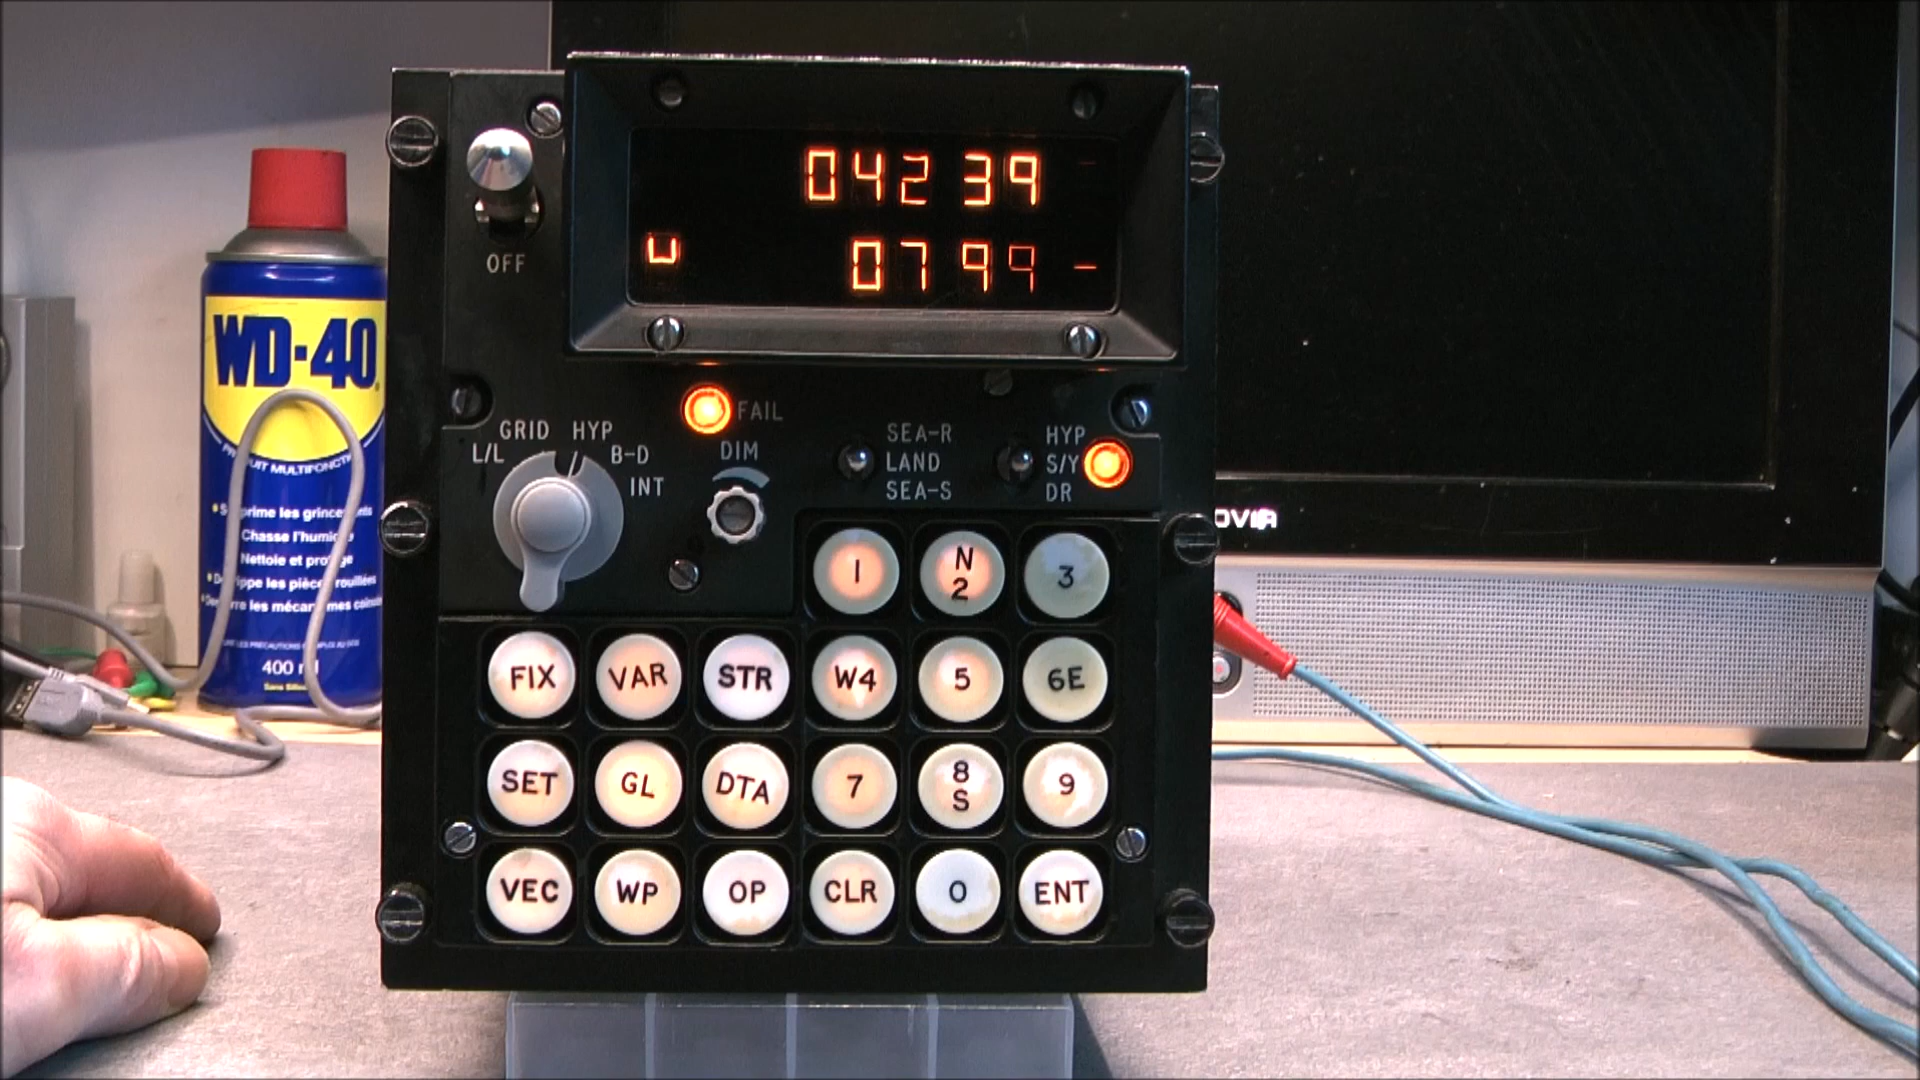 04239
U 0799 -
OFF
WD-40
PRODUIT MULTIFONCTION
Chasse l'humid
Nettoie et protège
400 ml
FAIL
L/L GRID HYP B-D INT
DIM
SEA-R
LAND
SEA-S
HYP
S/Y
DR
OVIA
1 N 2 3
FIX VAR STR W4 5 6E
SET GL DTA 7 8 S 9
VEC WP OP CLR 0 ENT